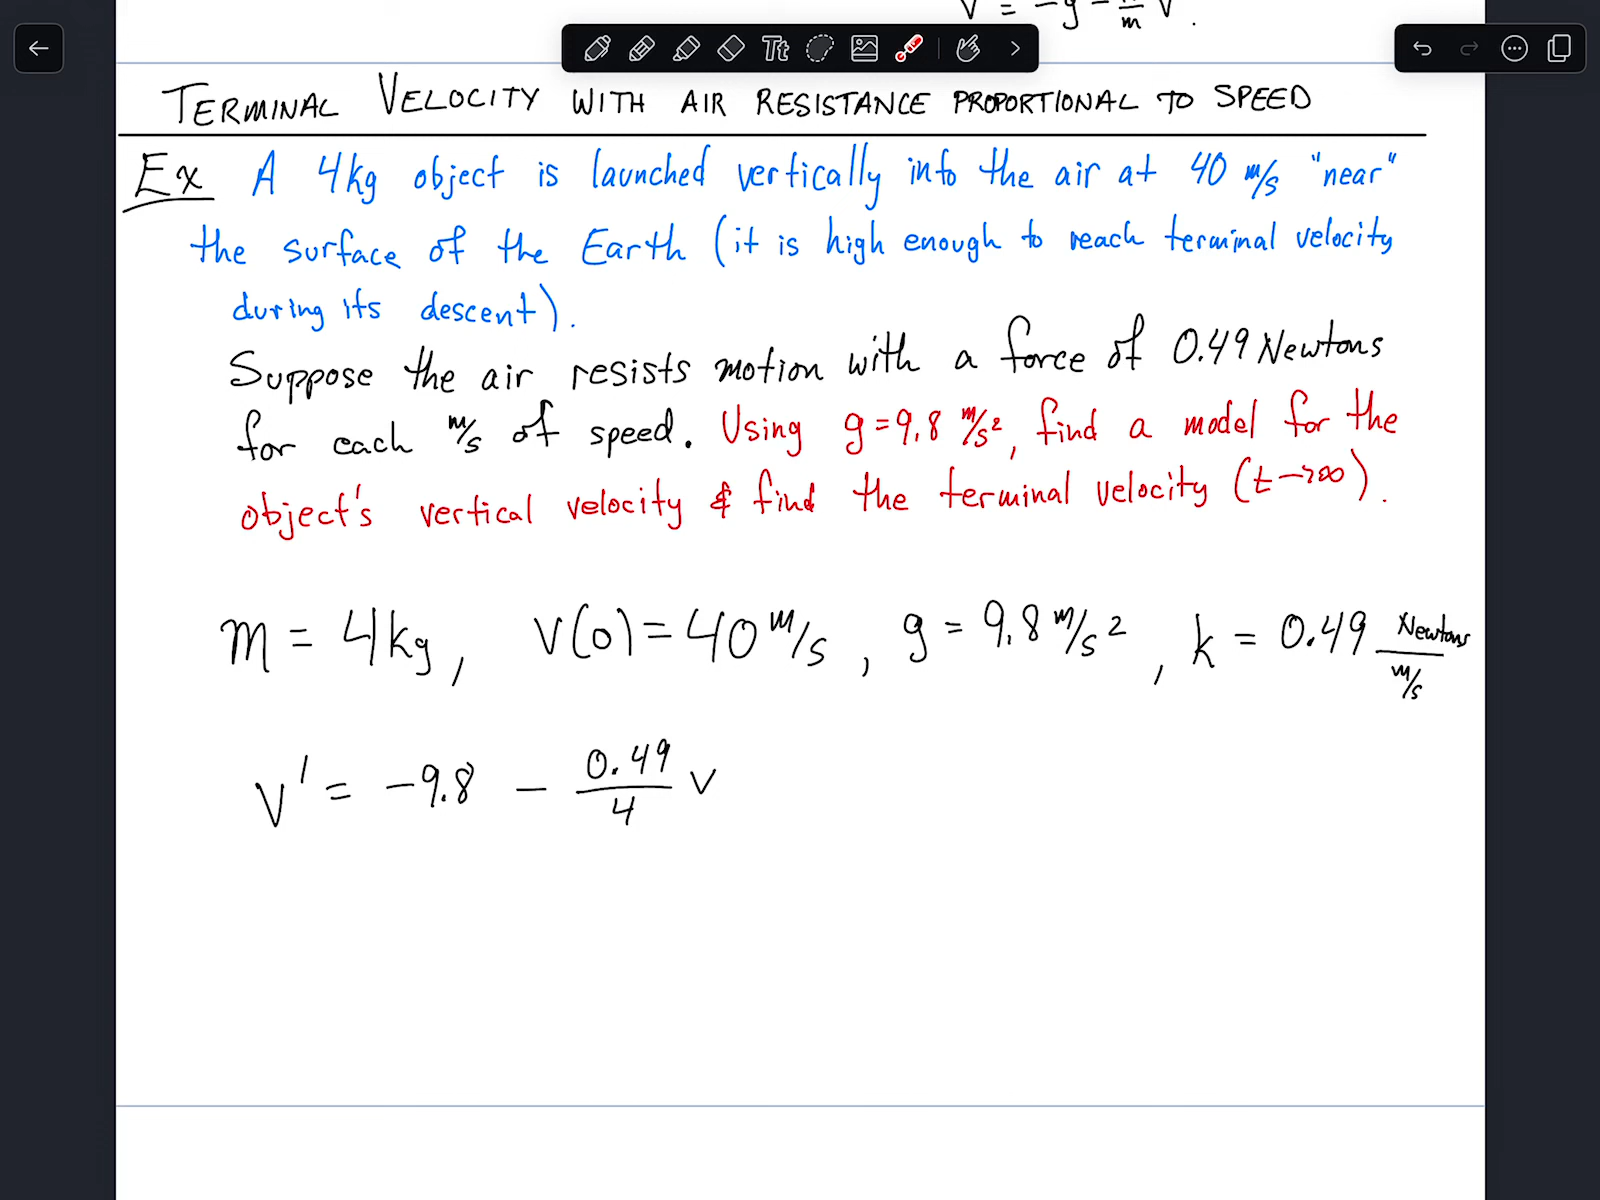 v = -g - k/m v.
Tt
TERMINAL VELOCITY WITH AIR RESISTANCE PROPORTIONAL TO SPEED
Ex A 4kg object is launched vertically into the air at 40 m/s "near"
the surface of the Earth (it is high enough to reach terminal velocity
during its descent).
Suppose the air resists motion with a force of 0.49 Newtons
for each m/s of speed. Using g = 9.8 m/s², find a model for the
object's vertical velocity & find the terminal velocity (t→∞).
m = 4kg, v(0) = 40 m/s, g = 9.8 m/s², k = 0.49 Newtons/(m/s)
v' = -9.8 - 0.49/4 v